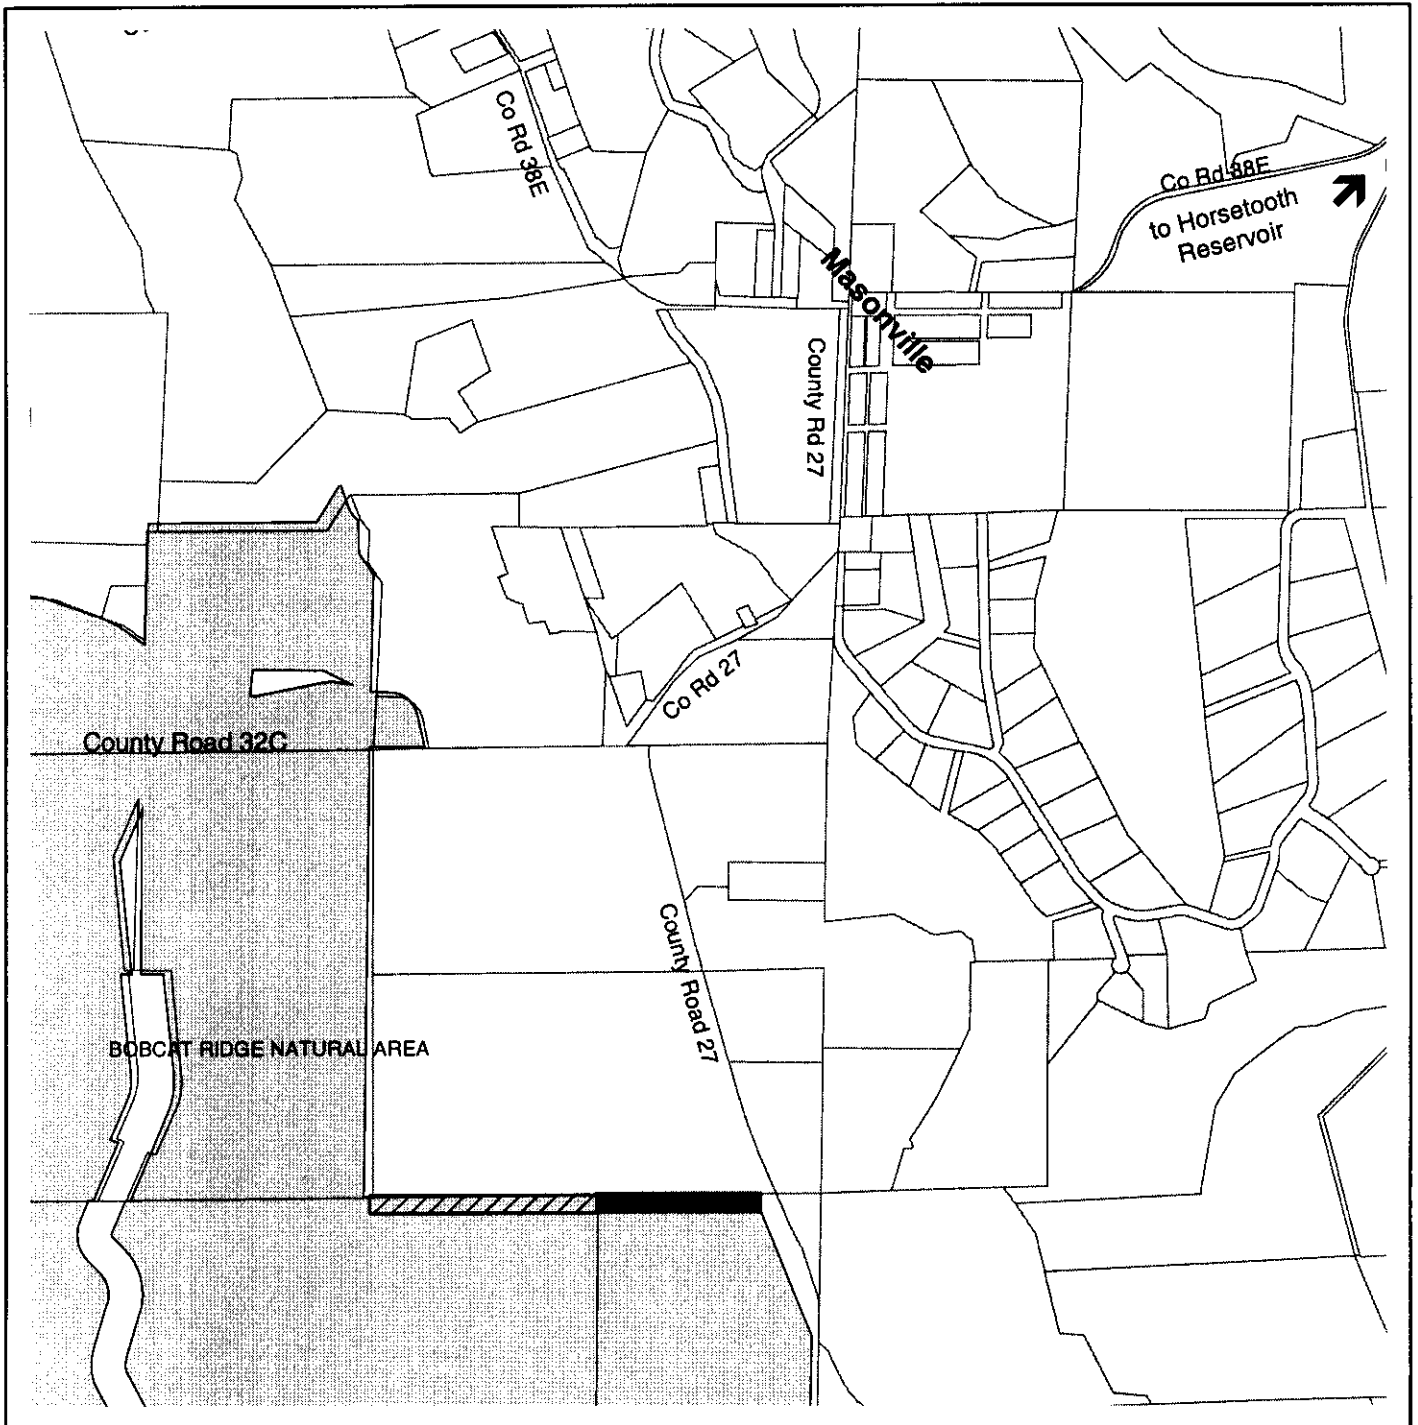 Co Rd 38E
Co Rd 38E
to Horsetooth
Reservoir
Masonville
County Rd 27
Co Rd 27
County Road 32C
County Road 27
BOBCAT RIDGE NATURAL AREA